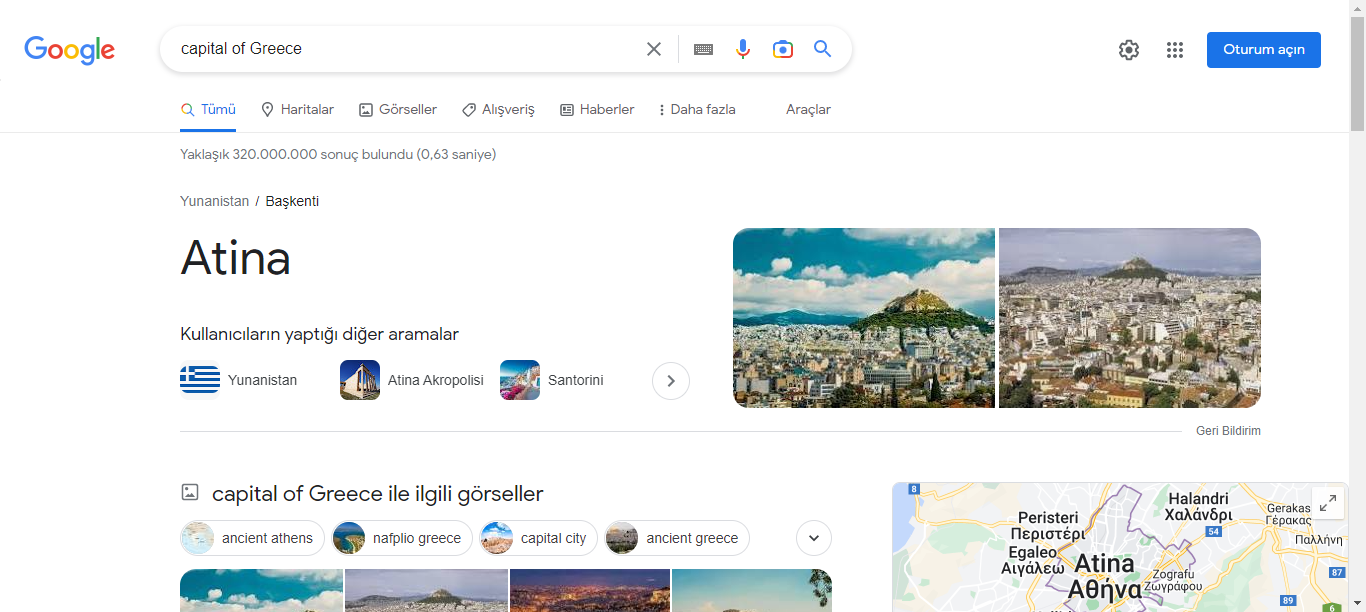 Google
capital of Greece
Oturum açın
Tümü
Haritalar
Görseller
Alışveriş
Haberler
Daha fazla
Araçlar
Yaklaşık 320.000.000 sonuç bulundu (0,63 saniye)
Yunanistan / Başkenti
Atina
Kullanıcıların yaptığı diğer aramalar
Yunanistan
Atina Akropolisi
Santorini
Geri Bildirim
capital of Greece ile ilgili görseller
ancient athens
nafplio greece
capital city
ancient greece
8
Halandri
Χαλάνδρι
Gerakas
Γέρακας
Peristeri
Περιστέρι
54
Παλλήνη
Egaleo
Αιγάλεω
Atina
Αθήνα
Zografu
Ζωγράφου
87
89
6